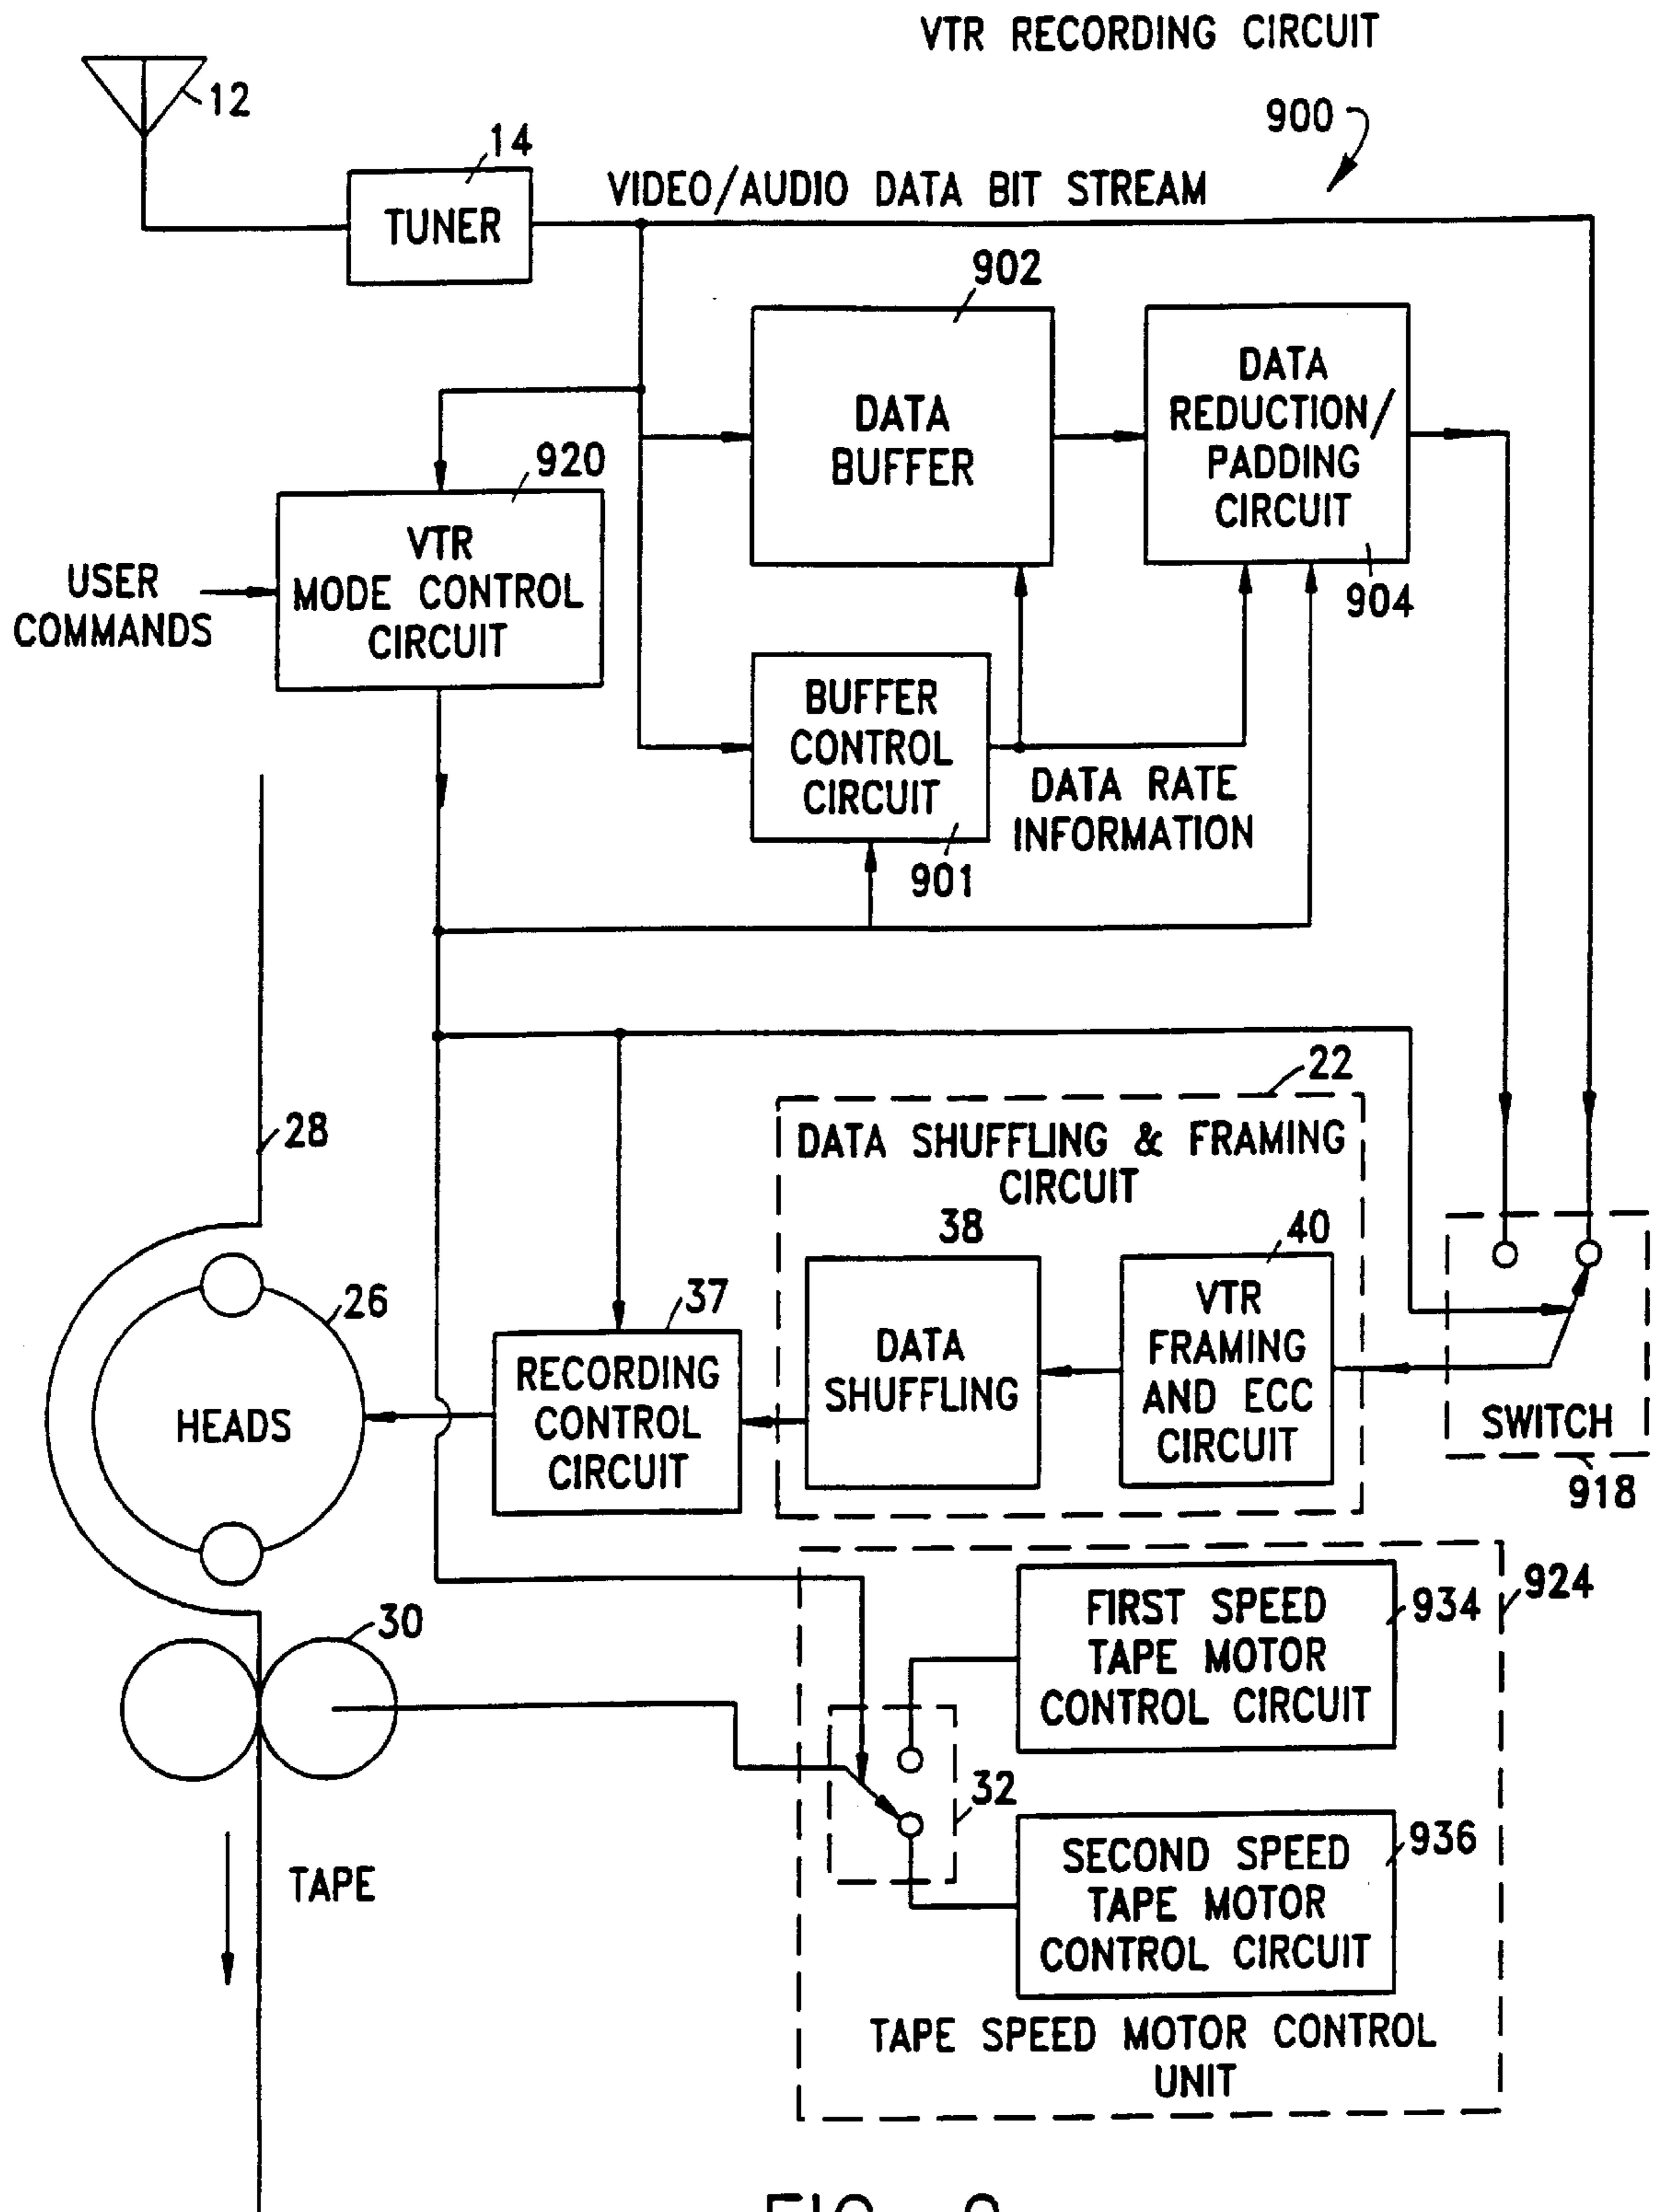 VTR RECORDING CIRCUIT
900
12
14
TUNER
VIDEO/AUDIO DATA BIT STREAM
902
DATA
BUFFER
DATA
REDUCTION/
PADDING
CIRCUIT
904
920
VTR
MODE CONTROL
CIRCUIT
USER
COMMANDS
BUFFER
CONTROL
CIRCUIT
901
DATA RATE
INFORMATION
28
22
DATA SHUFFLING & FRAMING
CIRCUIT
38
DATA
SHUFFLING
40
VTR
FRAMING
AND ECC
CIRCUIT
SWITCH
918
26
HEADS
37
RECORDING
CONTROL
CIRCUIT
30
924
FIRST SPEED
TAPE MOTOR
CONTROL CIRCUIT
934
32
SECOND SPEED
TAPE MOTOR
CONTROL CIRCUIT
936
TAPE
TAPE SPEED MOTOR CONTROL
UNIT